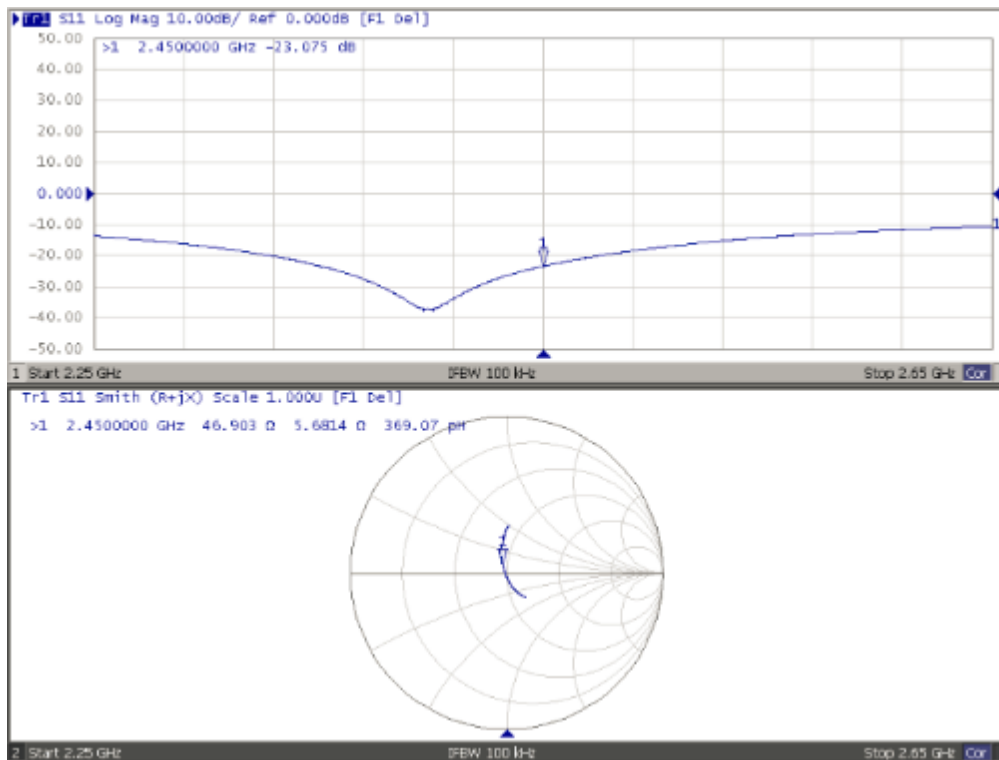 Tr1 S11 Log Mag 10.00dB/ Ref 0.000dB [F1 Del]
50.00
>1 2.4500000 GHz -23.075 dB
40.00
30.00
20.00
10.00
0.000
-10.00
1
1
-20.00
-30.00
-40.00
-50.00
1 Start 2.25 GHz IFBW 100 kHz Stop 2.65 GHz Cor
Tr1 S11 Smith (R+jX) Scale 1.000U [F1 Del]
>1 2.4500000 GHz 46.903 Ω 5.6814 Ω 369.07 pH
2 Start 2.25 GHz IFBW 100 kHz Stop 2.65 GHz Cor